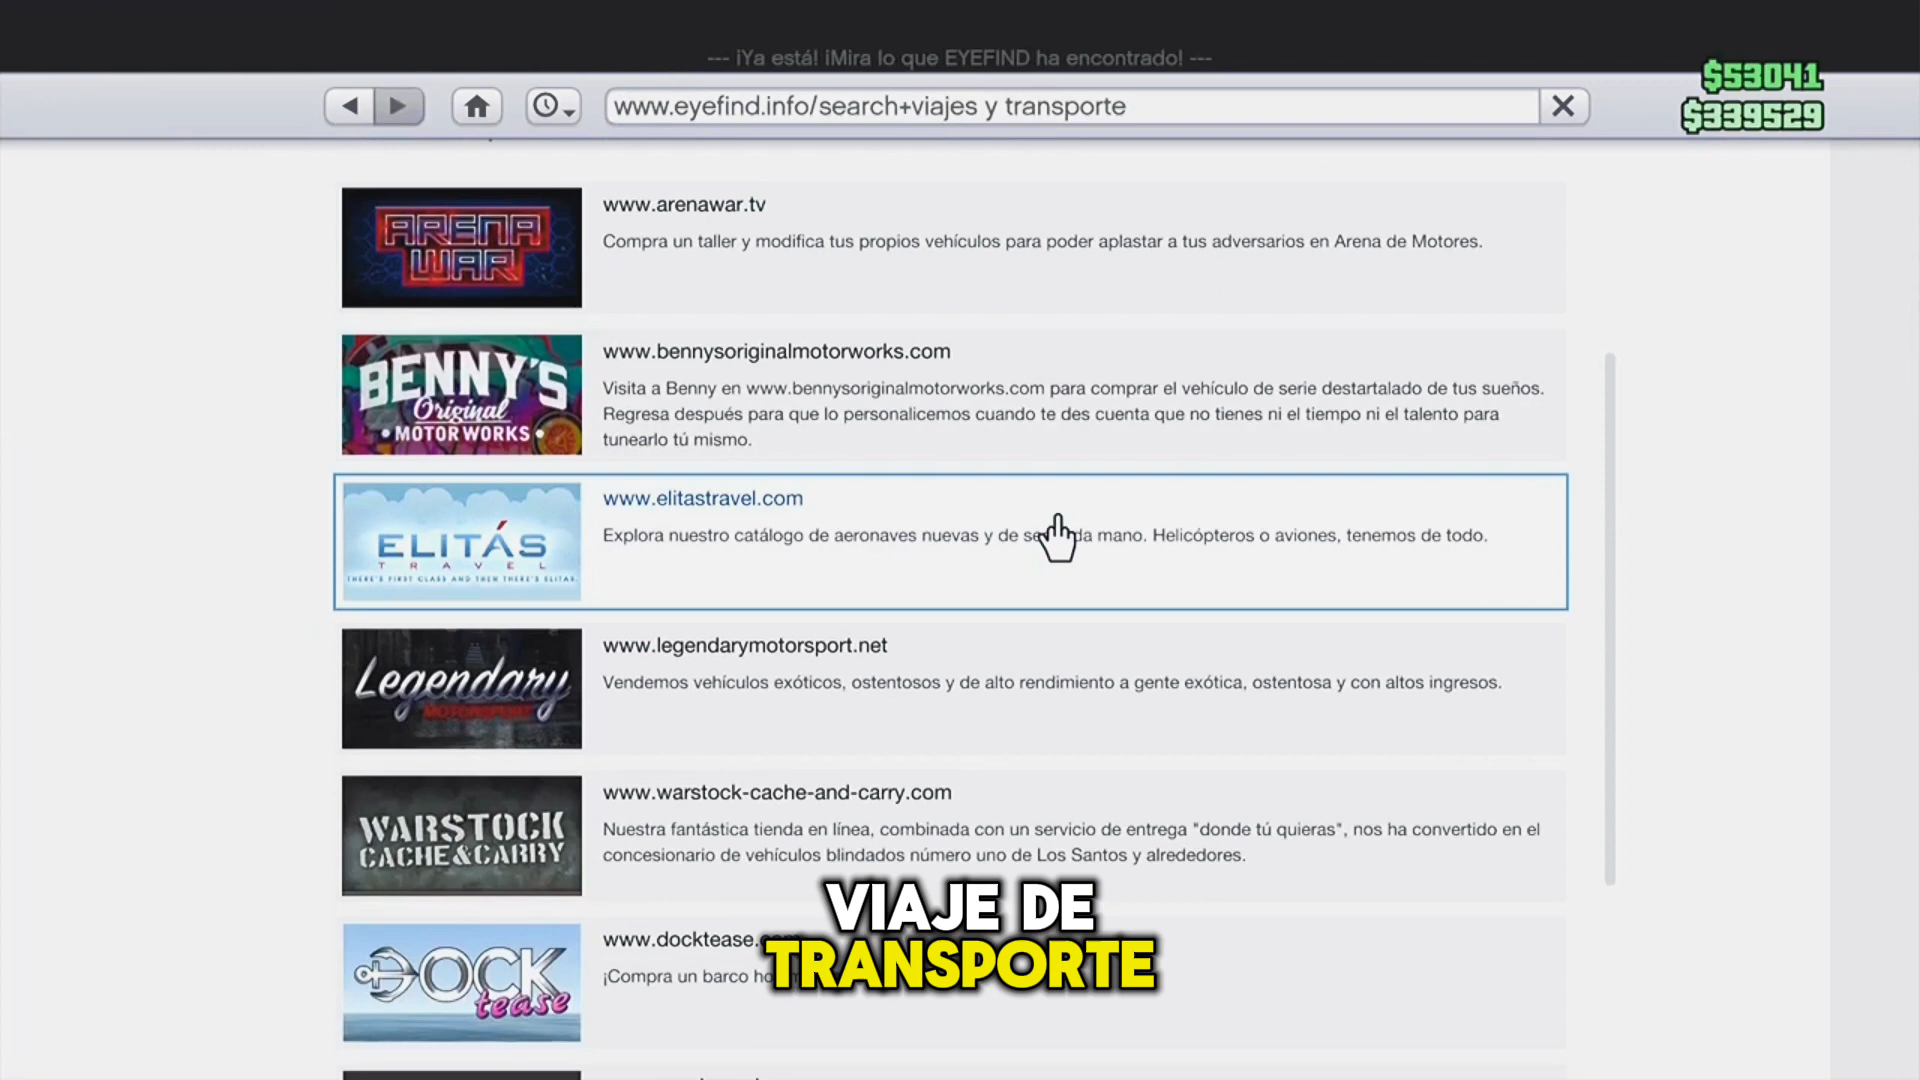 --- ¡Ya está! ¡Mira lo que EYEFIND ha encontrado! ---
$53041
$339529
www.eyefind.info/search+viajes y transporte
ARENA
WAR
www.arenawar.tv
Compra un taller y modifica tus propios vehículos para poder aplastar a tus adversarios en Arena de Motores.
BENNY'S
Original
• MOTOR WORKS •
www.bennysoriginalmotorworks.com
Visita a Benny en www.bennysoriginalmotorworks.com para comprar el vehículo de serie destartalado de tus sueños.
Regresa después para que lo personalicemos cuando te des cuenta que no tienes ni el tiempo ni el talento para
tunearlo tú mismo.
ELITÁS
TRAVEL
THERE'S FIRST CLASS AND THEN THERE'S ELITAS.
www.elitastravel.com
Explora nuestro catálogo de aeronaves nuevas y de mano. Helicópteros o aviones, tenemos de todo.
Legendary
MOTORSPORT
www.legendarymotorsport.net
Vendemos vehículos exóticos, ostentosos y de alto rendimiento a gente exótica, ostentosa y con altos ingresos.
WARSTOCK
CACHE&CARRY
www.warstock-cache-and-carry.com
Nuestra fantástica tienda en línea, combinada con un servicio de entrega "donde tú quieras", nos ha convertido en el
concesionario de vehículos blindados número uno de Los Santos y alrededores.
DOCK
tease
www.docktease.
¡Compra un barco
VIAJE DE
TRANSPORTE